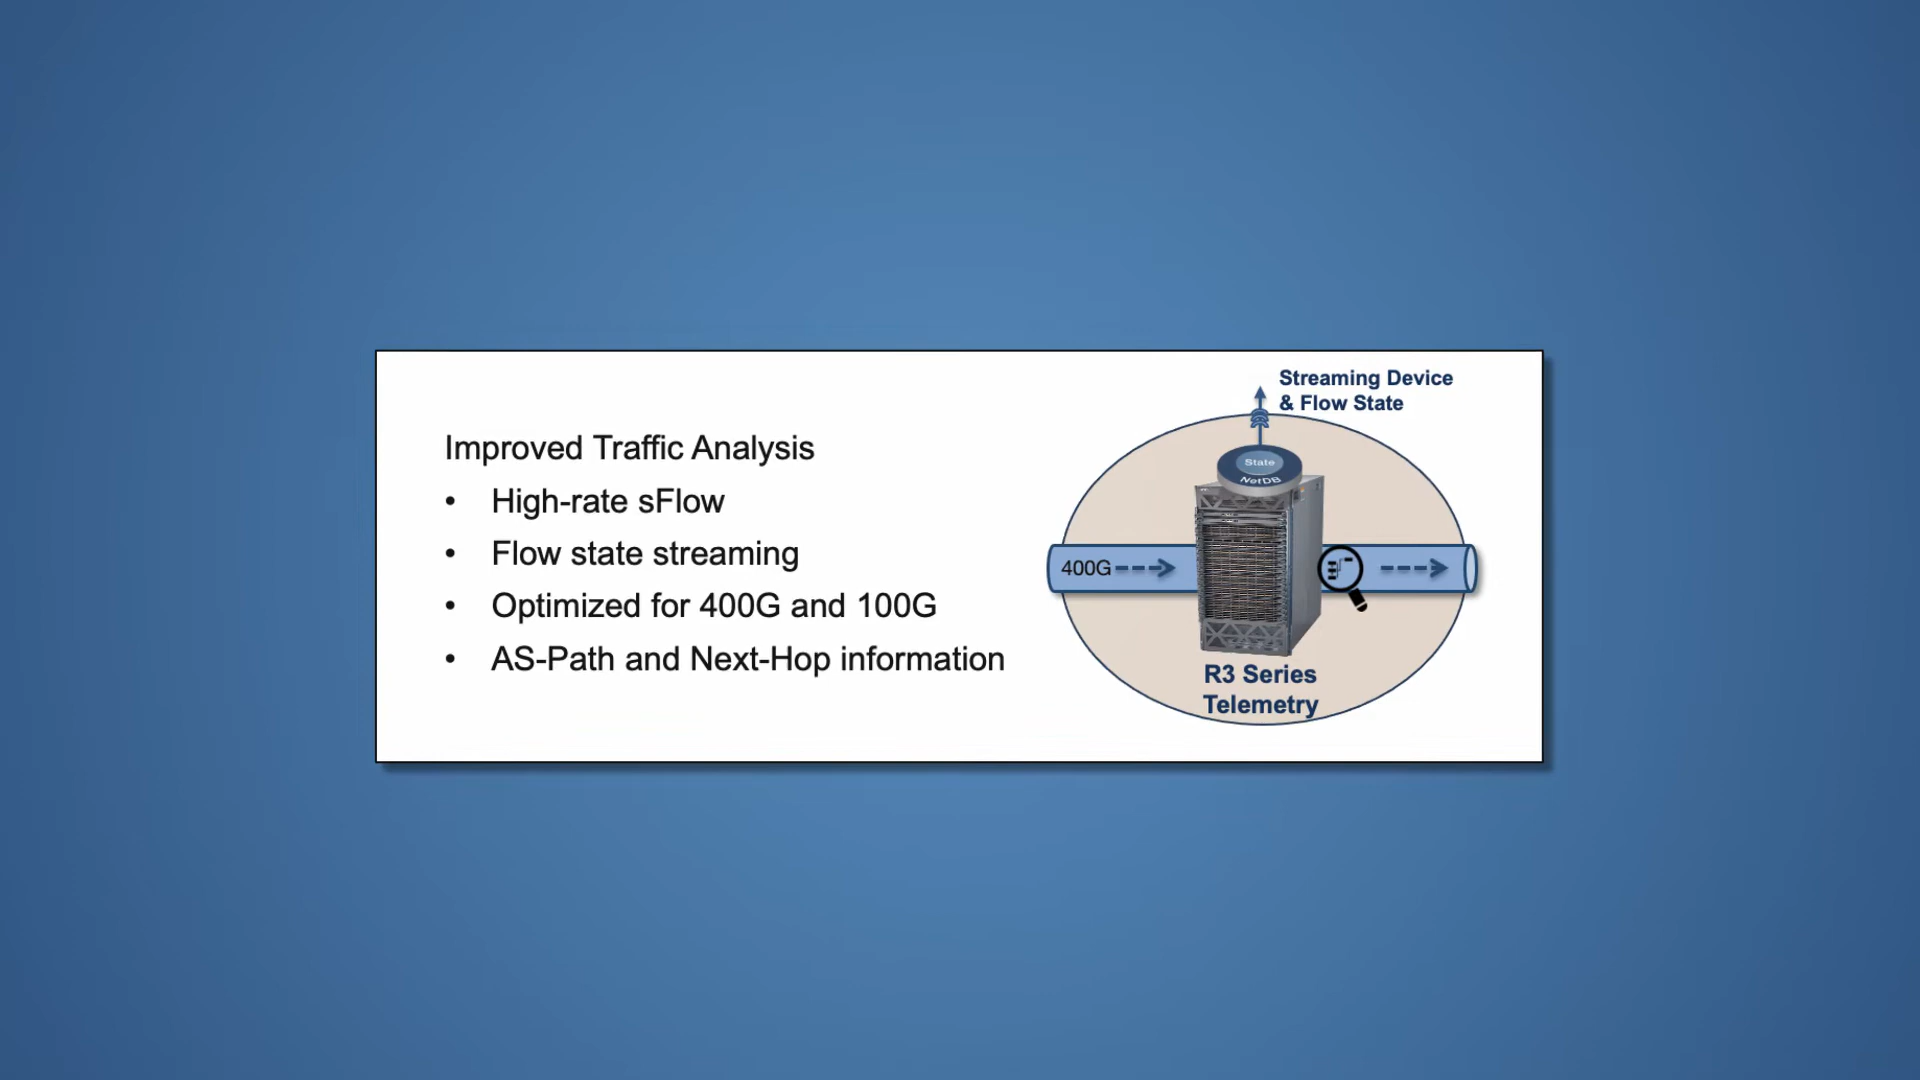 Improved Traffic Analysis
• High-rate sFlow
• Flow state streaming
• Optimized for 400G and 100G
• AS-Path and Next-Hop information
Streaming Device
& Flow State
State
NetDB
400G
R3 Series
Telemetry